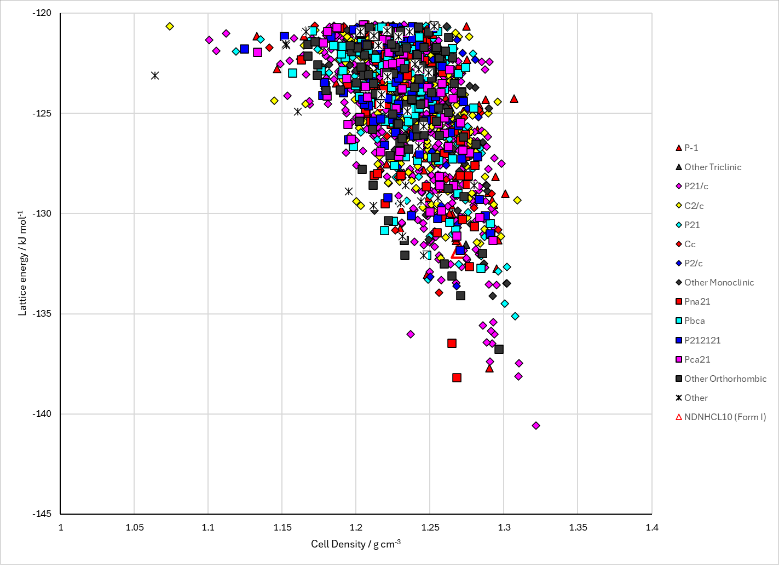 -120
-125
-130
-135
-140
-145
Lattice energy / kJ mol-1
1
1.05
1.1
1.15
1.2
1.25
1.3
1.35
1.4
Cell Density / g cm-3
P-1
Other Triclinic
P21/c
C2/c
P21
Cc
P2/c
Other Monoclinic
Pna21
Pbca
P212121
Pca21
Other Orthorhombic
Other
NDNHCL10 (Form I)